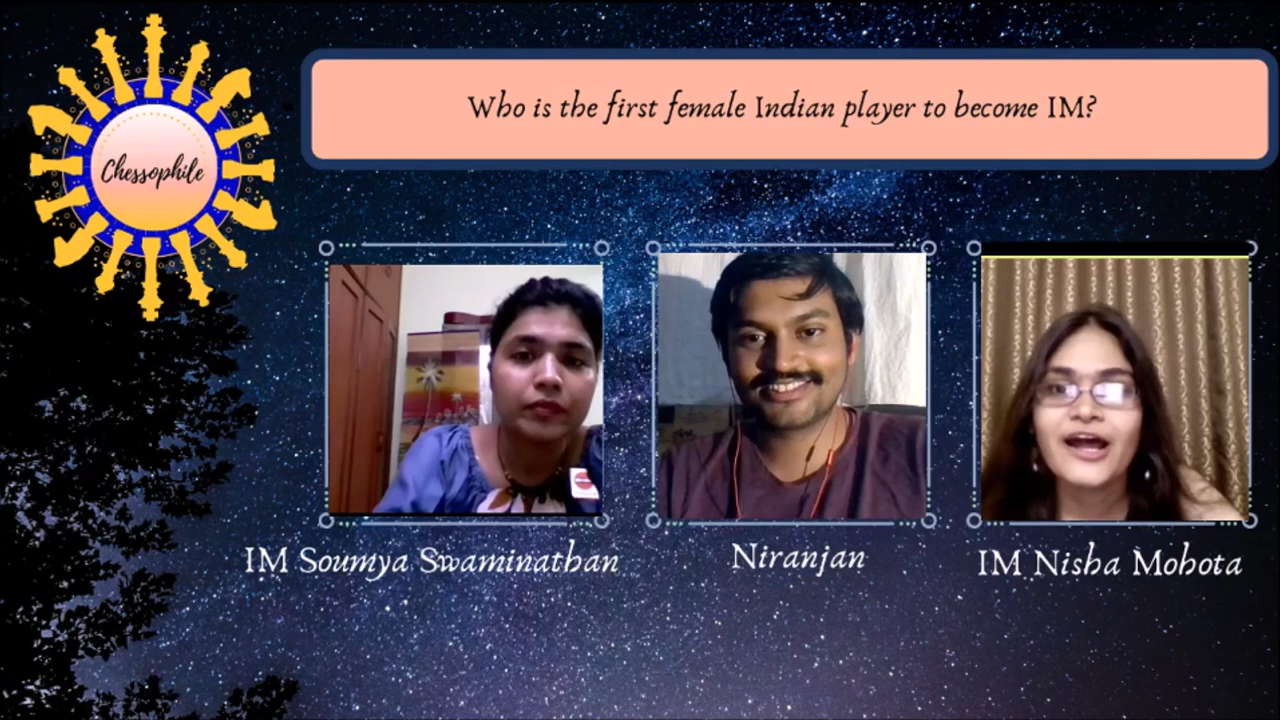 Chessophile
Who is the first female Indian player to become IM?
IM Soumya Swaminathan
Niranjan
IM Nisha Mohota